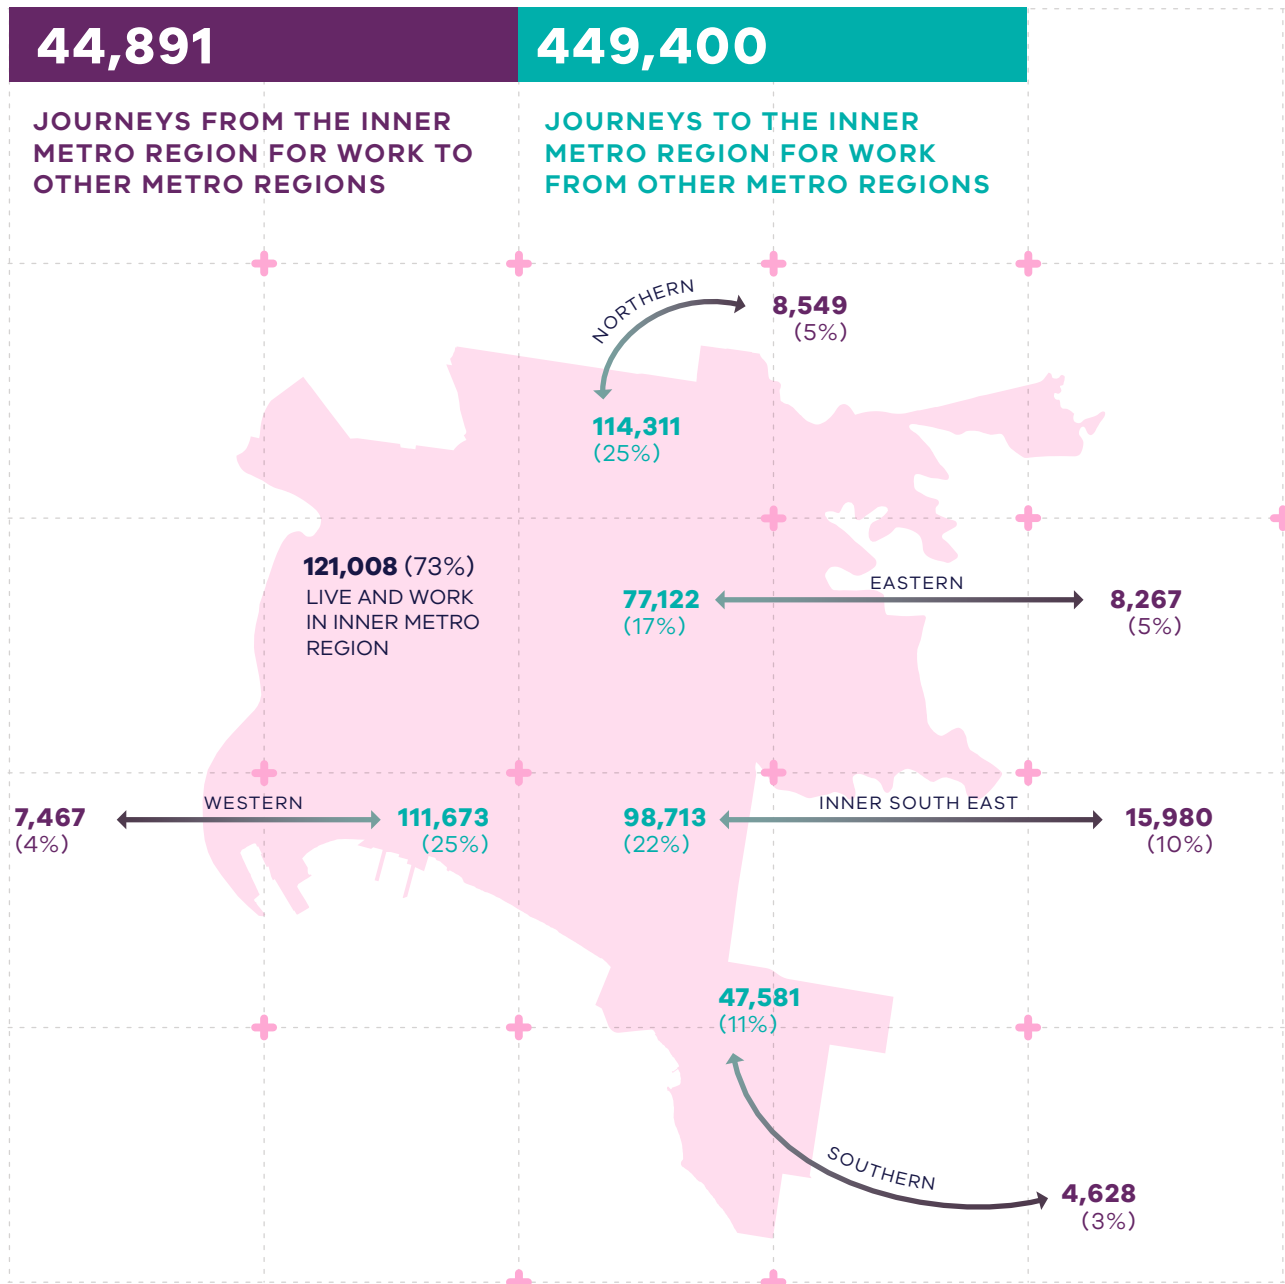 44,891
449,400
JOURNEYS FROM THE INNER
METRO REGION FOR WORK TO
OTHER METRO REGIONS
JOURNEYS TO THE INNER
METRO REGION FOR WORK
FROM OTHER METRO REGIONS
NORTHERN
8,549
(5%)
114,311
(25%)
121,008 (73%)
LIVE AND WORK
IN INNER METRO
REGION
77,122
(17%)
EASTERN
8,267
(5%)
7,467
(4%)
WESTERN
111,673
(25%)
98,713
(22%)
INNER SOUTH EAST
15,980
(10%)
47,581
(11%)
SOUTHERN
4,628
(3%)